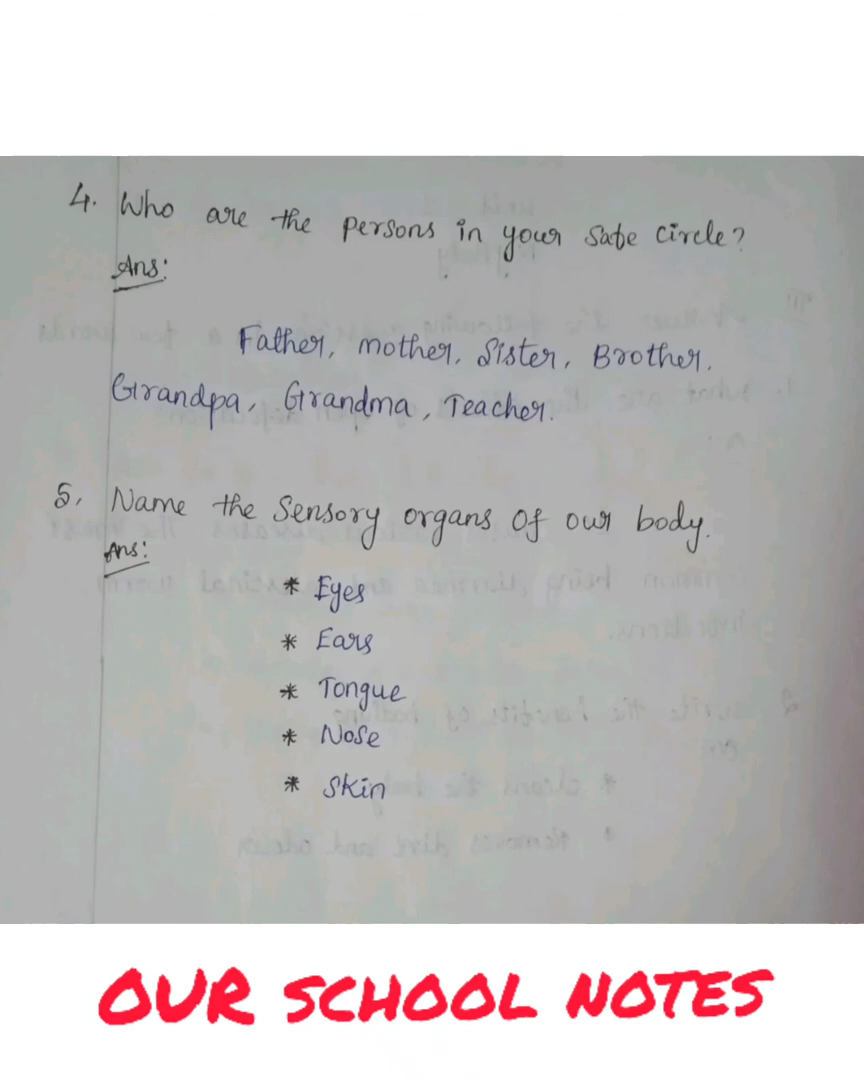 4. Who are the persons in your safe circle?
Ans:
Father, mother, Sister, Brother,
Grandpa, Grandma, Teacher.
5. Name the sensory organs of our body.
Ans:
* Eyes
* Ears
* Tongue
* Nose
* Skin
OUR SCHOOL NOTES